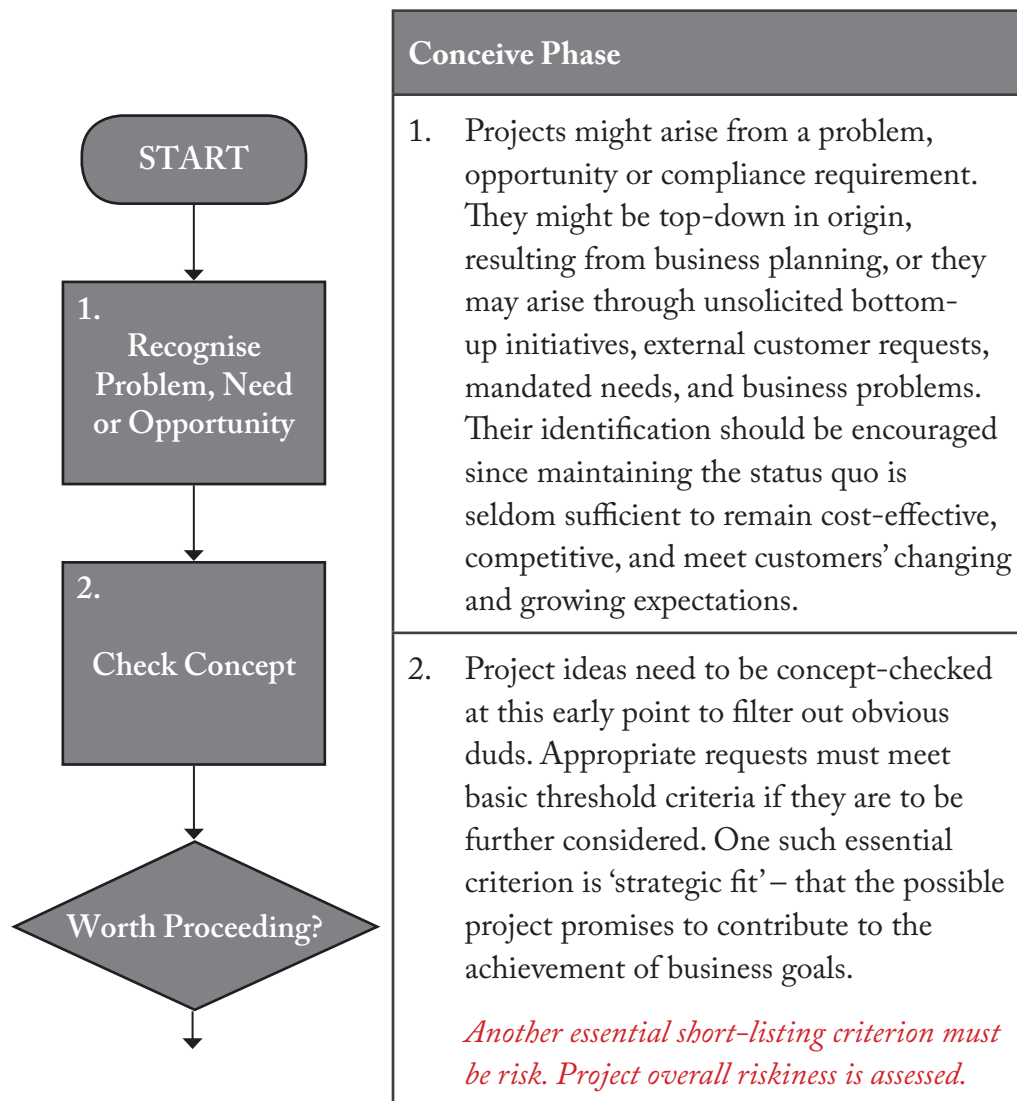 START
1.
Recognise
Problem, Need
or Opportunity
2.
Check Concept
Worth Proceeding?
Conceive Phase
1. Projects might arise from a problem,
opportunity or compliance requirement.
They might be top-down in origin,
resulting from business planning, or they
may arise through unsolicited bottom-
up initiatives, external customer requests,
mandated needs, and business problems.
Their identification should be encouraged
since maintaining the status quo is
seldom sufficient to remain cost-effective,
competitive, and meet customers’ changing
and growing expectations.
2. Project ideas need to be concept-checked
at this early point to filter out obvious
duds. Appropriate requests must meet
basic threshold criteria if they are to be
further considered. One such essential
criterion is ‘strategic fit’ – that the possible
project promises to contribute to the
achievement of business goals.
Another essential short-listing criterion must
be risk. Project overall riskiness is assessed.